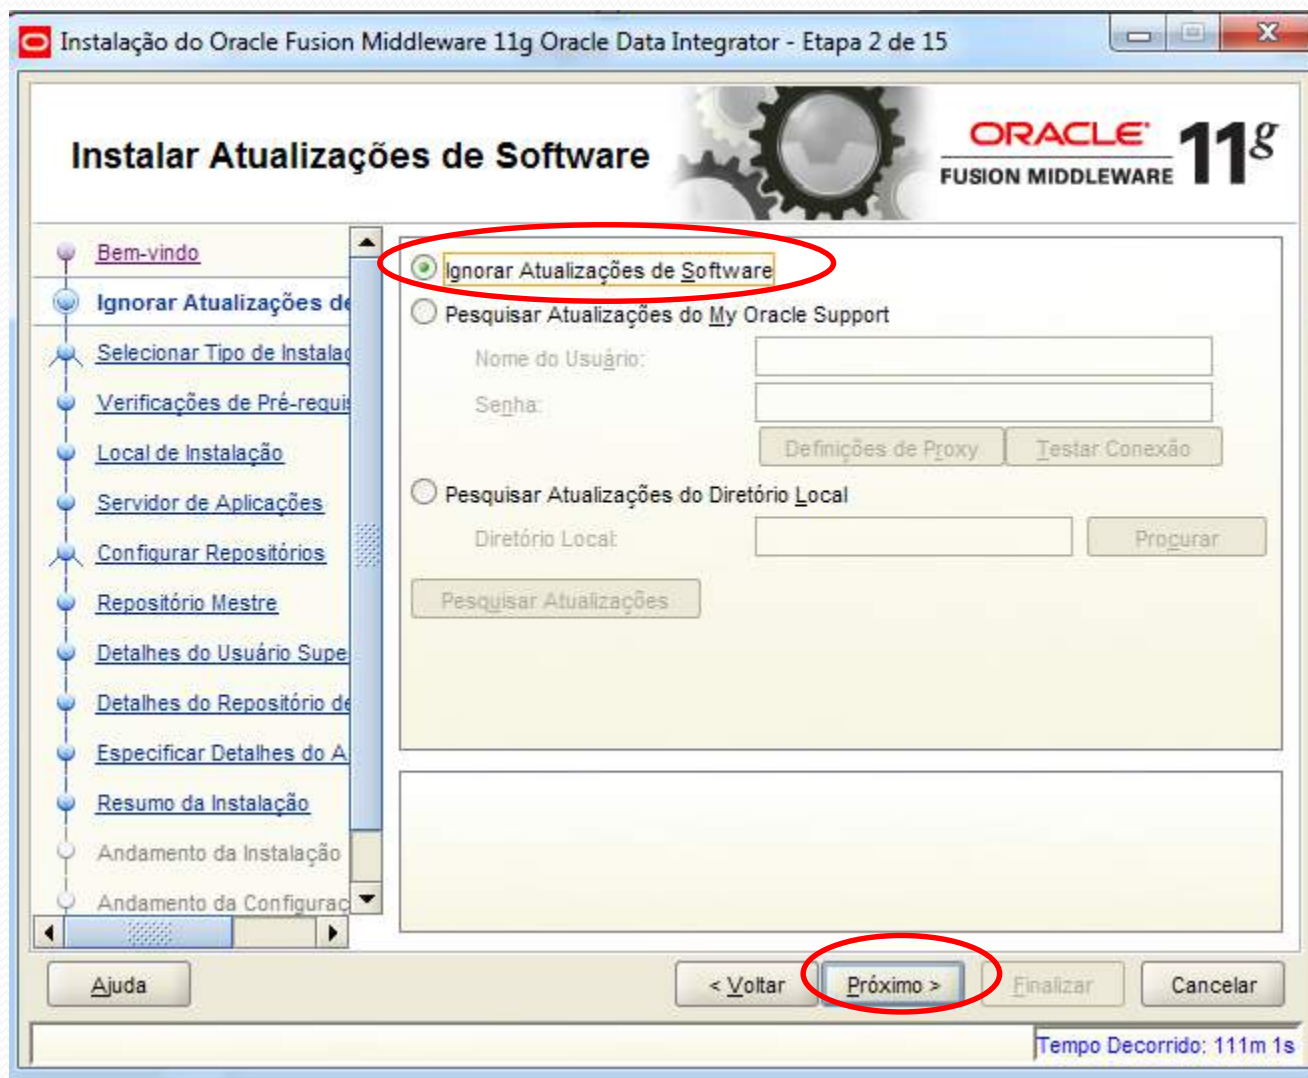 Instalação do Oracle Fusion Middleware 11g Oracle Data Integrator - Etapa 2 de 15
Instalar Atualizações de Software
ORACLE
FUSION MIDDLEWARE 11g
Bem-vindo
Ignorar Atualizações de
Selecionar Tipo de Instalaç
Verificações de Pré-requis
Local de Instalação
Servidor de Aplicações
Configurar Repositórios
Repositório Mestre
Detalhes do Usuário Supe
Detalhes do Repositório de
Especificar Detalhes do A
Resumo da Instalação
Andamento da Instalação
Andamento da Configuraç
Ignorar Atualizações de Software
Pesquisar Atualizações do My Oracle Support
Nome do Usuário:
Senha:
Definições de Proxy
Testar Conexão
Pesquisar Atualizações do Diretório Local
Diretório Local:
Procurar
Pesquisar Atualizações
Ajuda
< Voltar
Próximo >
Finalizar
Cancelar
Tempo Decorrido: 111m 1s